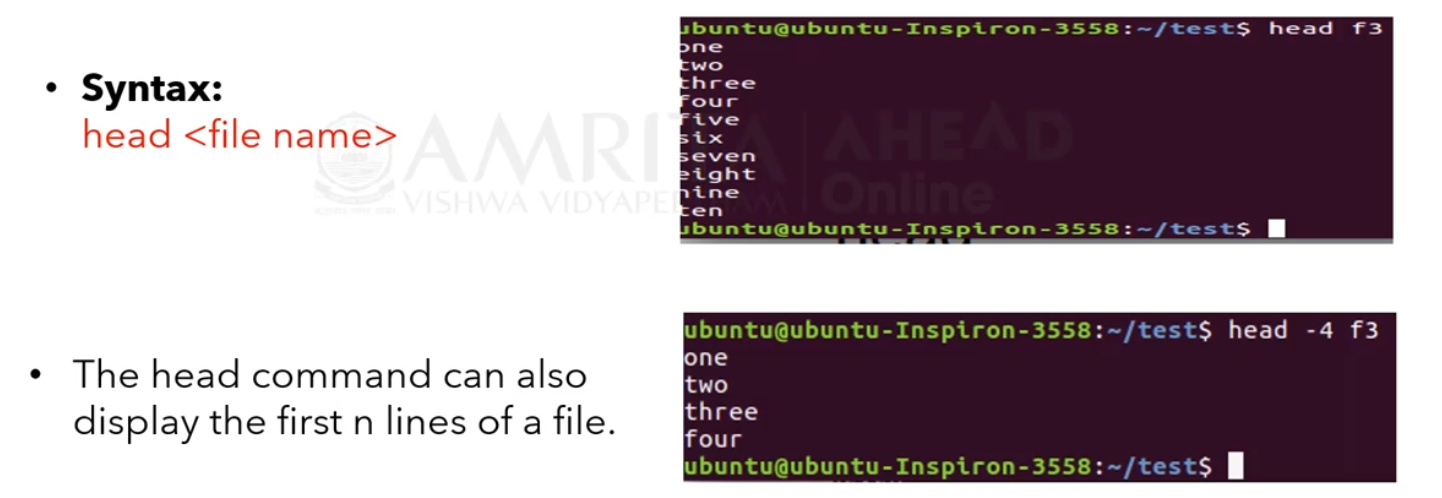 • Syntax:
head <file name>
ubuntu@ubuntu-Inspiron-3558:~/test$ head f3
one
two
three
four
five
six
seven
eight
nine
ten
ubuntu@ubuntu-Inspiron-3558:~/test$
AMRITA AHEAD
VISHWA VIDYAPEETHAM Online
• The head command can also
display the first n lines of a file.
ubuntu@ubuntu-Inspiron-3558:~/test$ head -4 f3
one
two
three
four
ubuntu@ubuntu-Inspiron-3558:~/test$